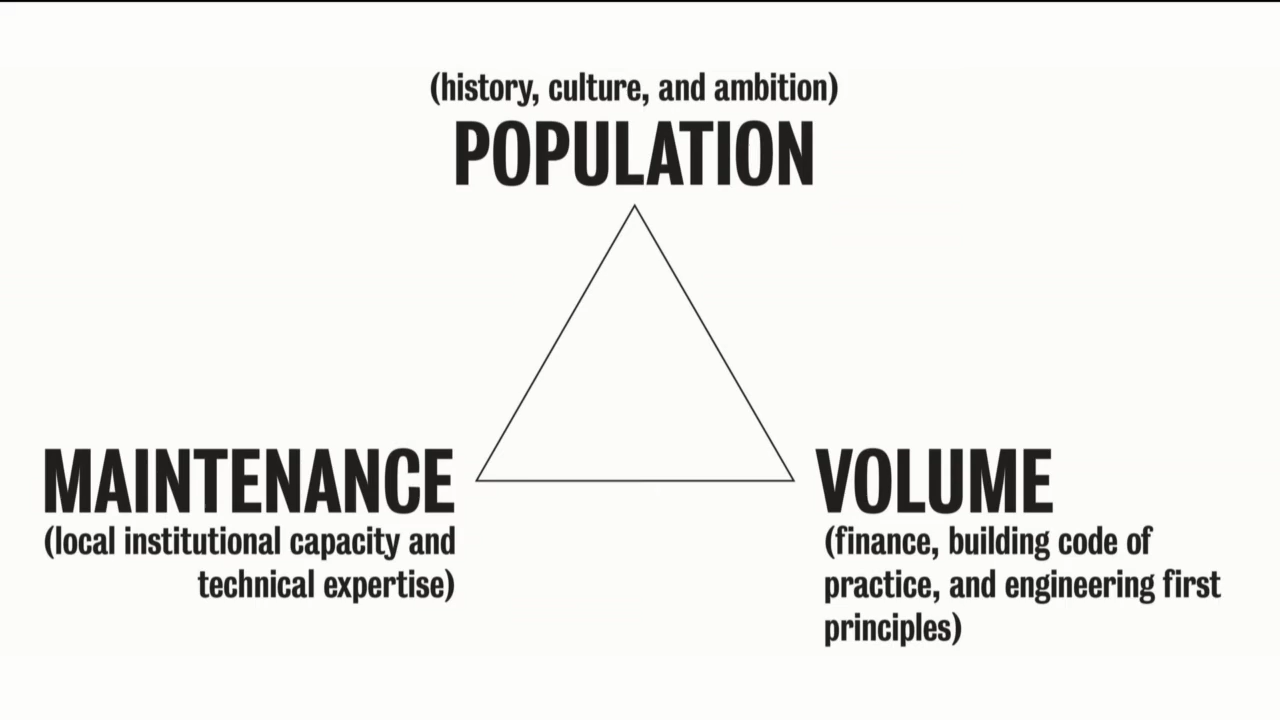 (history, culture, and ambition)
POPULATION
MAINTENANCE
(local institutional capacity and
technical expertise)
VOLUME
(finance, building code of
practice, and engineering first
principles)